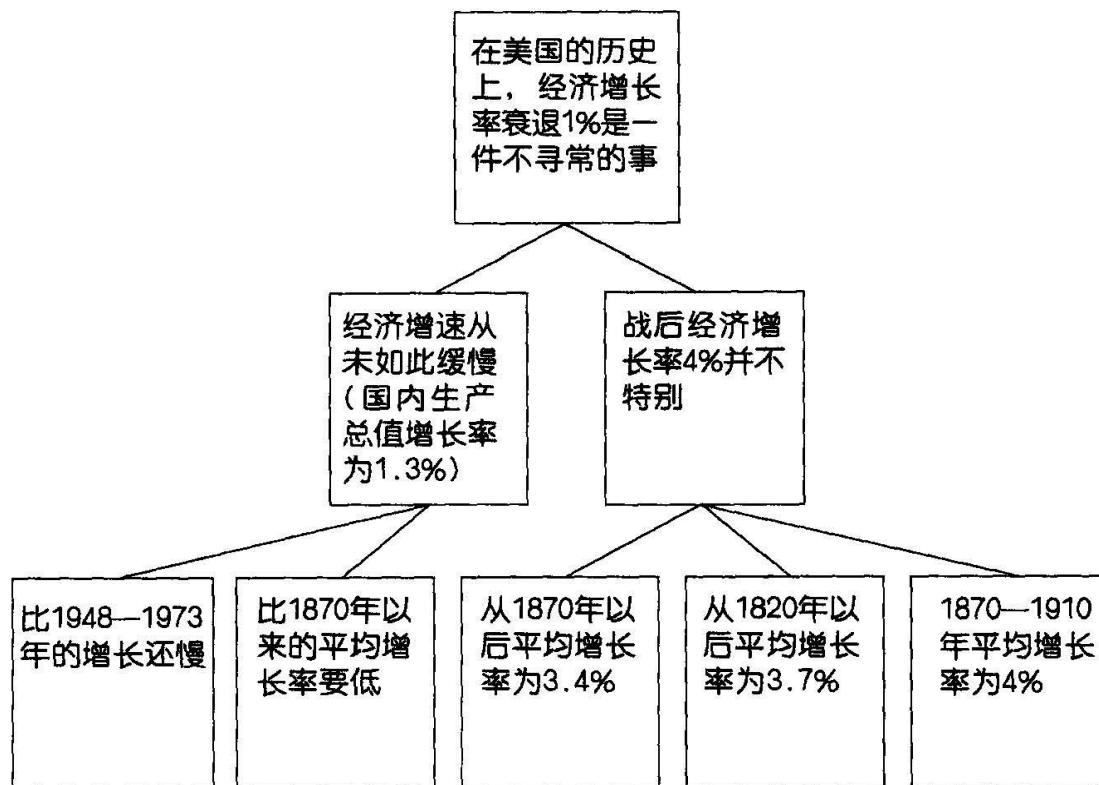 在美国的历史
上，经济增长
率衰退1%是一
件不寻常的事
经济增速从
未如此缓慢
（国内生产
总值增长率
为1.3%）
战后经济增
长率4%并不
特别
比1948—1973
年的增长还慢
比1870年以
来的平均增
长率要低
从1870年以
后平均增长
率为3.4%
从1820年以
后平均增长
率为3.7%
1870—1910
年平均增长
率为4%